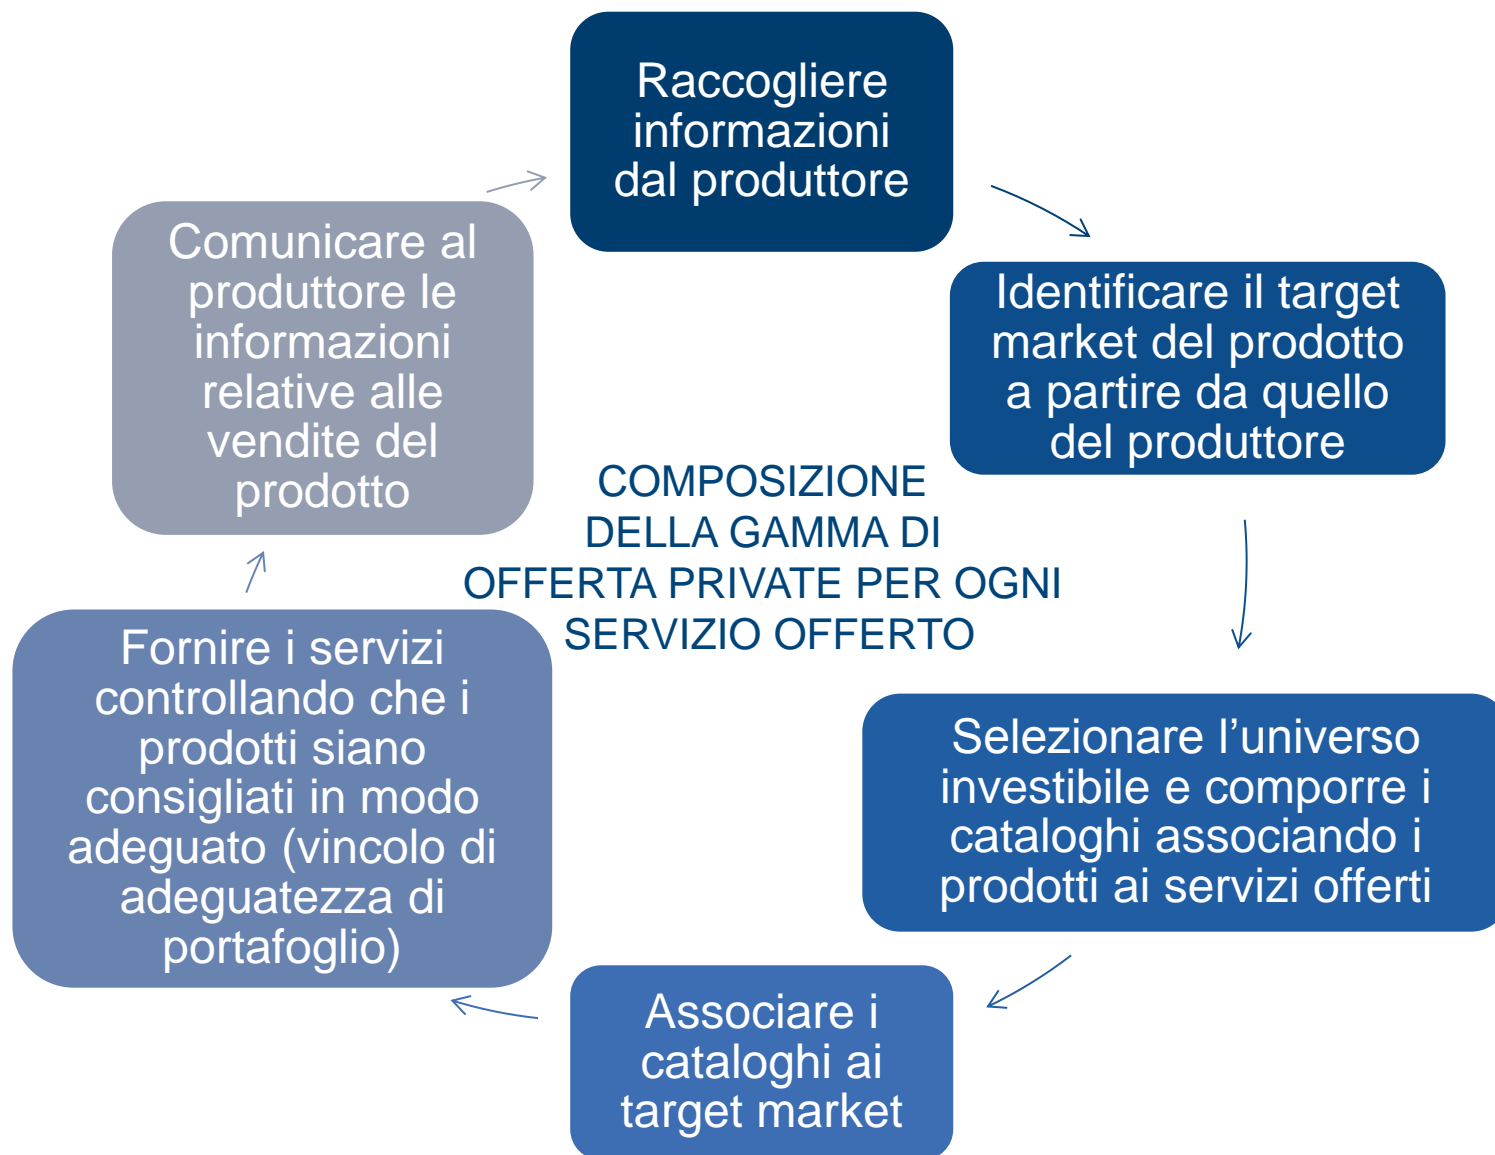 Raccogliere
informazioni
dal produttore
Identificare il target
market del prodotto
a partire da quello
del produttore
Selezionare l’universo
investibile e comporre i
cataloghi associando i
prodotti ai servizi offerti
Associare i
cataloghi ai
target market
Fornire i servizi
controllando che i
prodotti siano
consigliati in modo
adeguato (vincolo di
adeguatezza di
portafoglio)
Comunicare al
produttore le
informazioni
relative alle
vendite del
prodotto
COMPOSIZIONE
DELLA GAMMA DI
OFFERTA PRIVATE PER OGNI
SERVIZIO OFFERTO